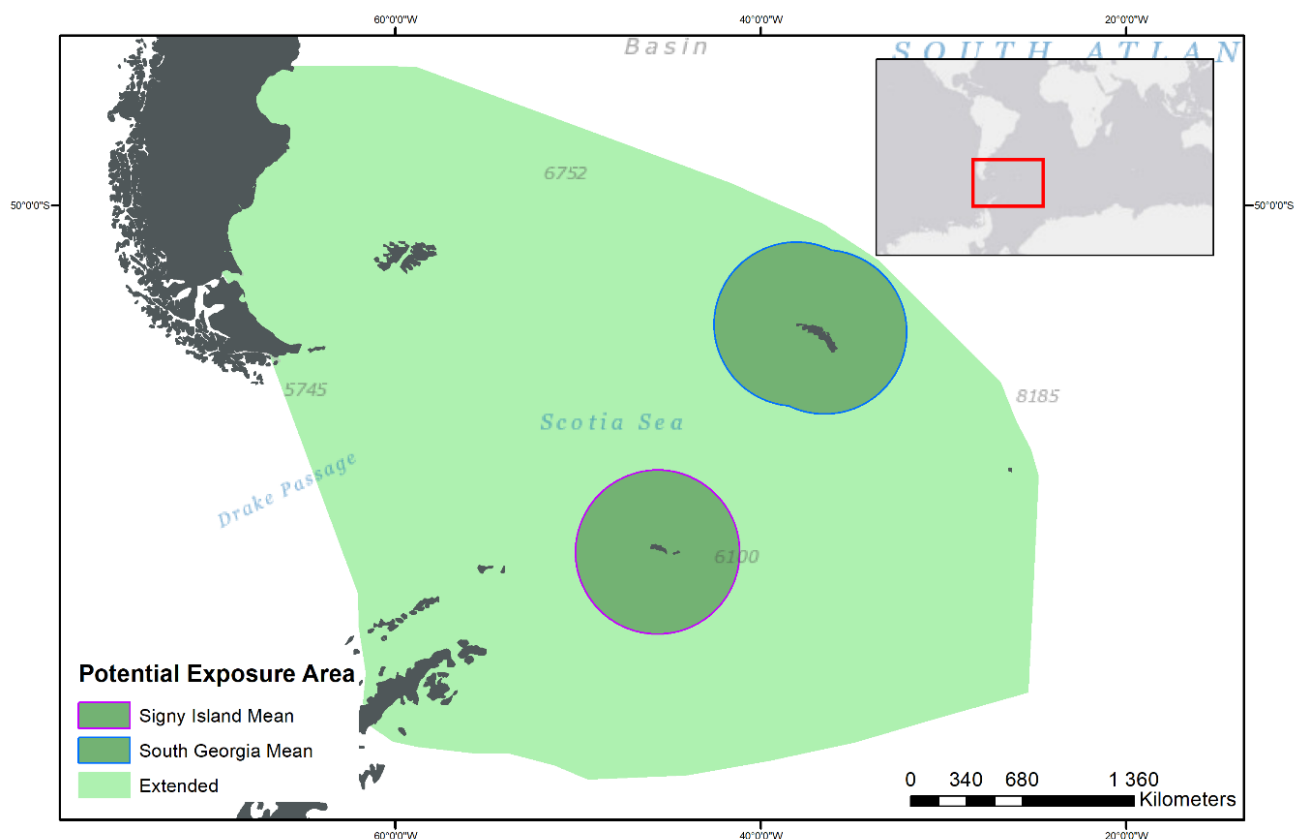 60°0'0"W 40°0'0"W 20°0'0"W
Basin
SOUTH ATLAN
6752
50°0'0"S 50°0'0"S
5745
8185
Scotia Sea
Drake Passage
6100
Potential Exposure Area
Signy Island Mean
South Georgia Mean
Extended
0 340 680 1 360
Kilometers
60°0'0"W 40°0'0"W 20°0'0"W